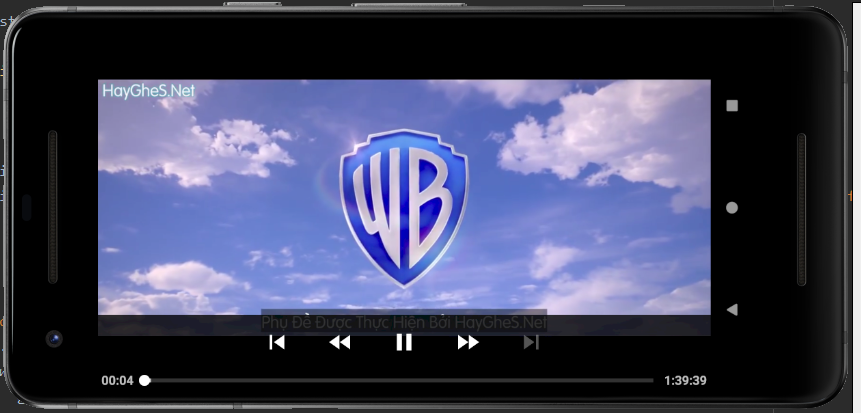 HayGheS.Net
WB
Phụ Đề Được Thực Hiện Bởi HayGheS.Net
00:04
1:39:39